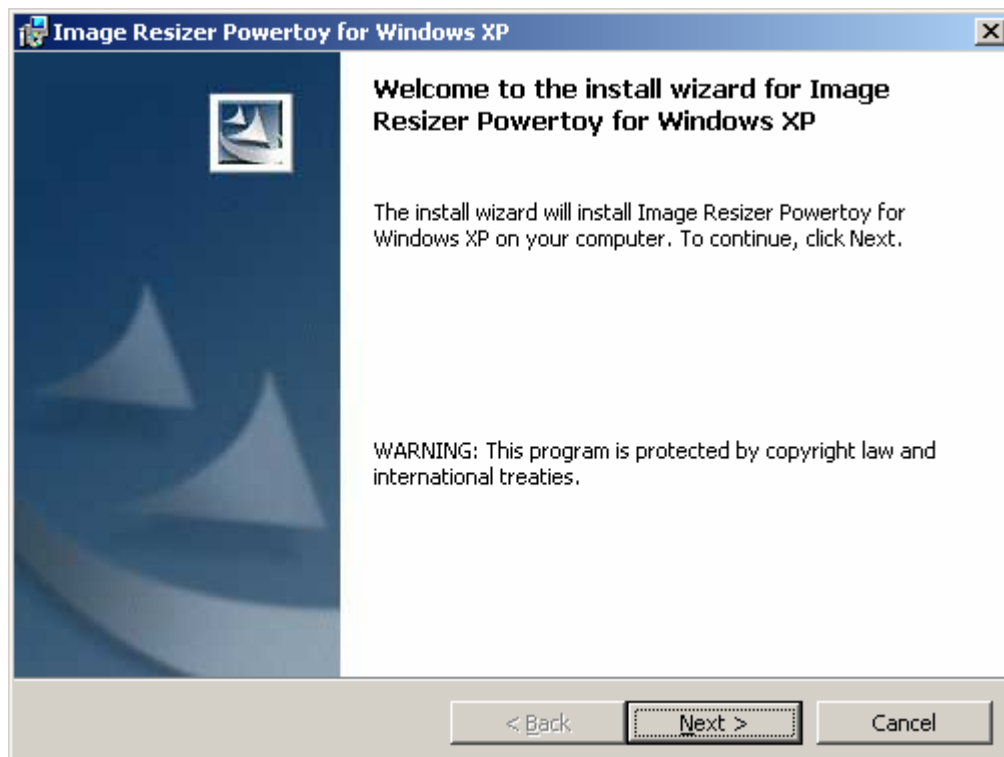 Image Resizer Powertoy for Windows XP
Welcome to the install wizard for Image
Resizer Powertoy for Windows XP
The install wizard will install Image Resizer Powertoy for
Windows XP on your computer. To continue, click Next.
WARNING: This program is protected by copyright law and
international treaties.
< Back Next > Cancel